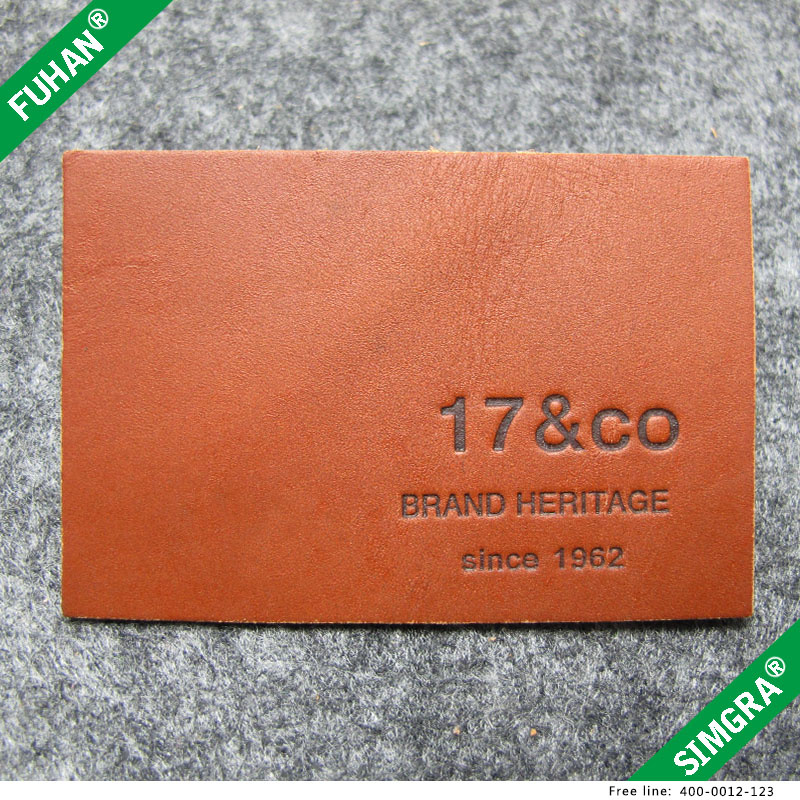 FUHAN®
17&co
BRAND HERITAGE
since 1962
SIMGRA®
Free line: 400-0012-123